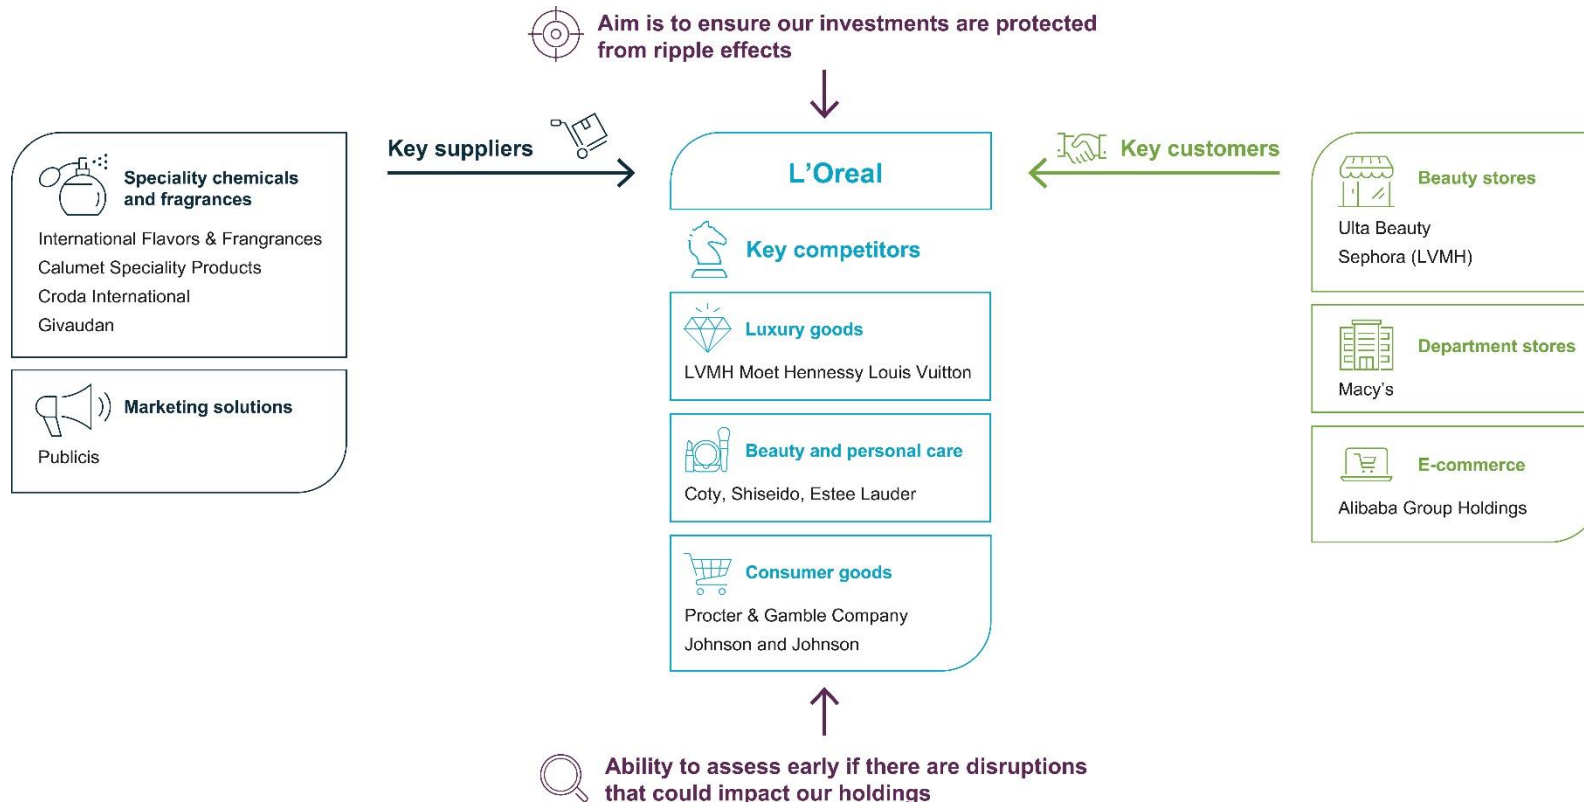 Aim is to ensure our investments are protected
from ripple effects
Key suppliers
Speciality chemicals
and fragrances
International Flavors & Frangrances
Calumet Speciality Products
Croda International
Givaudan
Marketing solutions
Publicis
L'Oreal
Key competitors
Luxury goods
LVMH Moet Hennessy Louis Vuitton
Beauty and personal care
Coty, Shiseido, Estee Lauder
Consumer goods
Procter & Gamble Company
Johnson and Johnson
Key customers
Beauty stores
Ulta Beauty
Sephora (LVMH)
Department stores
Macy's
E-commerce
Alibaba Group Holdings
Ability to assess early if there are disruptions
that could impact our holdings